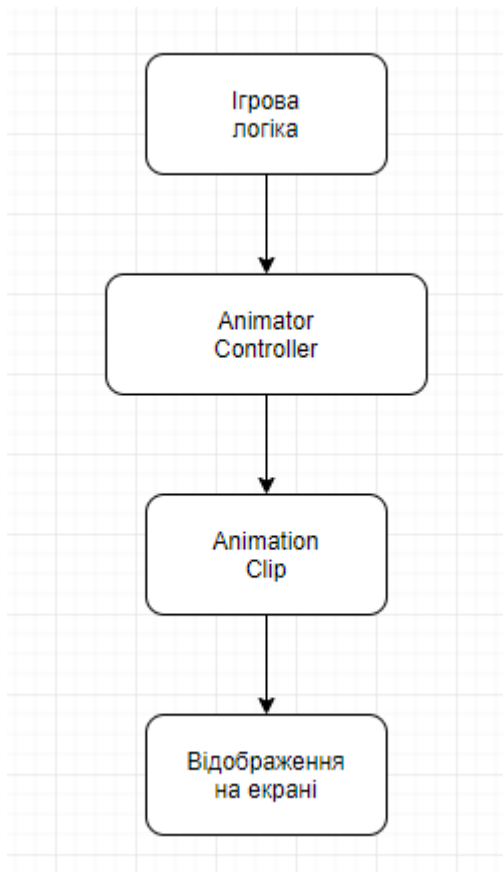 Ігрова
логіка
Animator
Controller
Animation
Clip
Відображення
на екрані